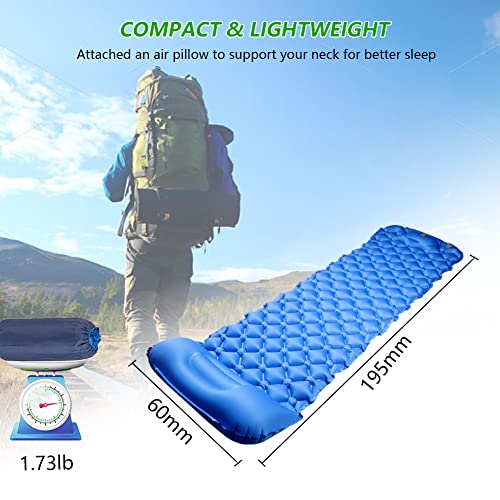 COMPACT & LIGHTWEIGHT
Attached an air pillow to support your neck for better sleep
195mm
60mm
1.73lb